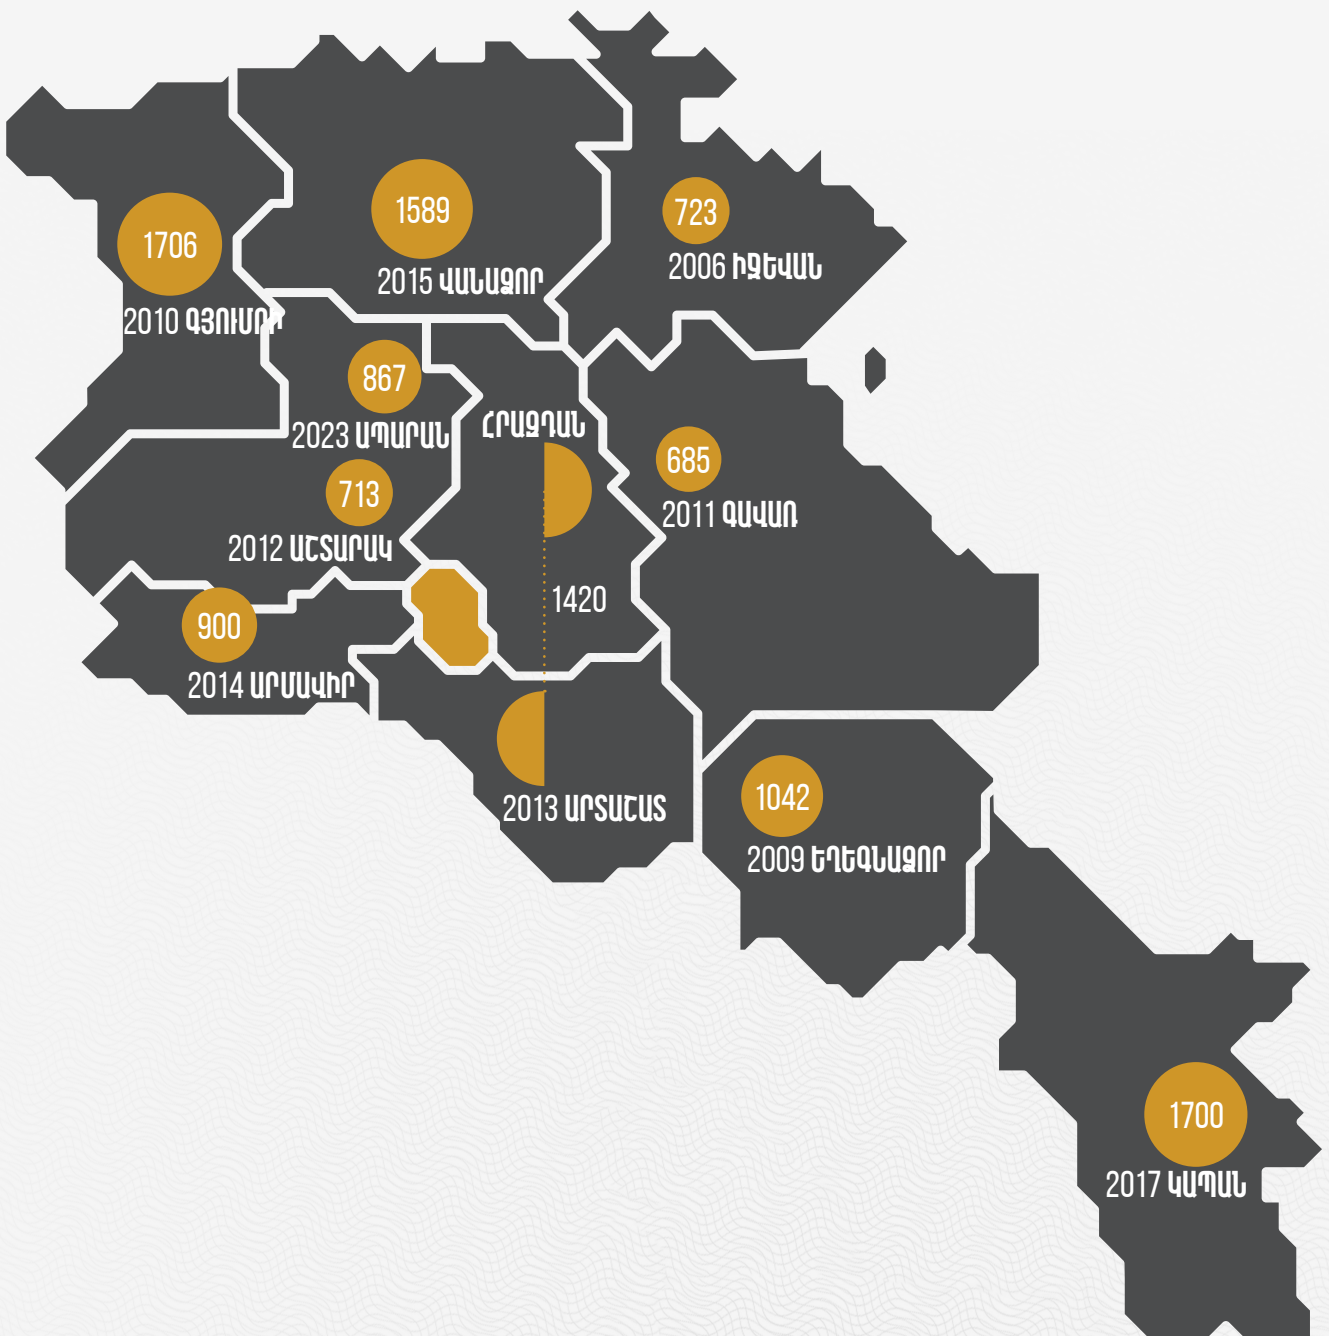 1706
2010 ԳՅՈՒՄՐԻ
1589
2015 ՎԱՆԱՁՈՐ
723
2006 ԻՋԵՎԱՆ
867
2023 ԱՊԱՐԱՆ
713
2012 ԱՇՏԱՐԱԿ
900
2014 ԱՐՄԱՎԻՐ
ՀՐԱԶԴԱՆ
1420
2013 ԱՐՏԱՇԱՏ
685
2011 ԳԱՎԱՌ
1042
2009 ԵՂԵԳՆԱՁՈՐ
1700
2017 ԿԱՊԱՆ